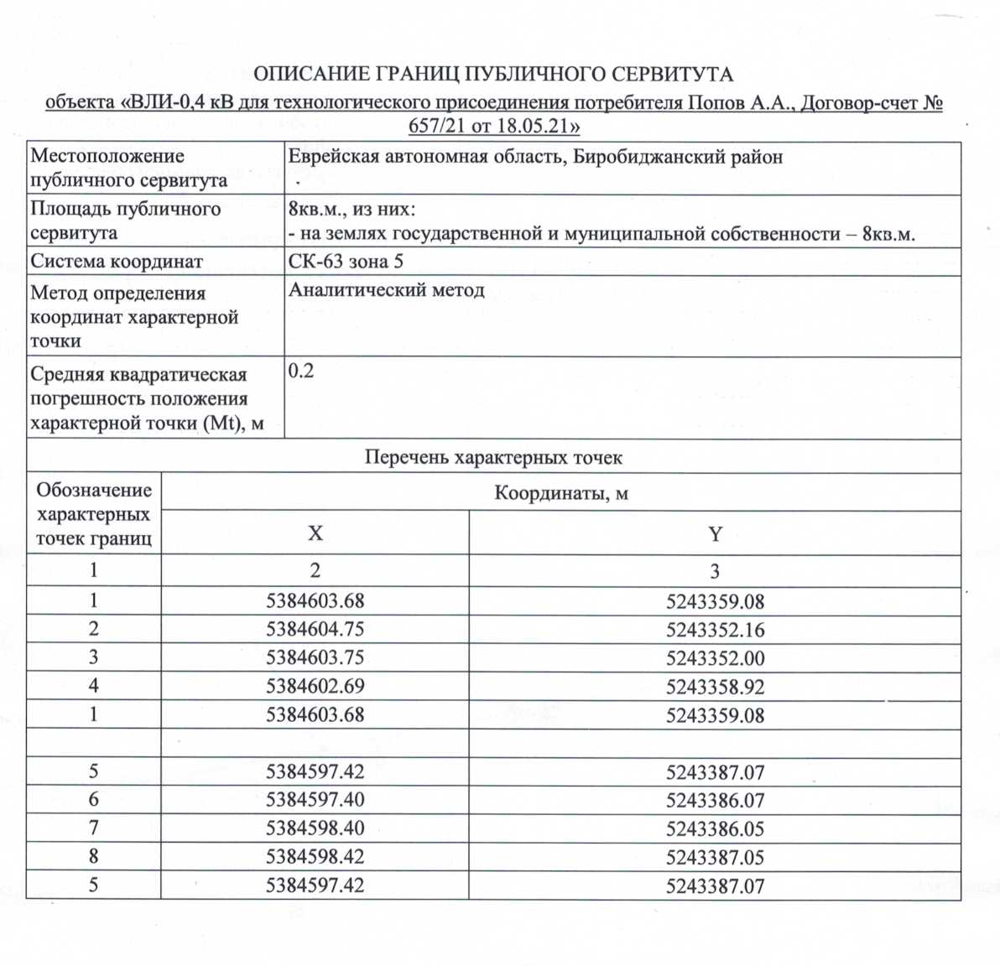 ОПИСАНИЕ ГРАНИЦ ПУБЛИЧНОГО СЕРВИТУТА
объекта «ВЛИ-0,4 кВ для технологического присоединения потребителя Попов А.А., Договор-счет №
657/21 от 18.05.21»
Местоположение
публичного сервитута
Еврейская автономная область, Биробиджанский район
Площадь публичного
сервитута
8кв.м., из них:
- на землях государственной и муниципальной собственности – 8кв.м.
Система координат
СК-63 зона 5
Метод определения
координат характерной
точки
Аналитический метод
Средняя квадратическая
погрешность положения
характерной точки (Mt), м
0.2
Перечень характерных точек
Обозначение
характерных
точек границ
Координаты, м
X
Y
1
2
3
1
5384603.68
5243359.08
2
5384604.75
5243352.16
3
5384603.75
5243352.00
4
5384602.69
5243358.92
1
5384603.68
5243359.08
5
5384597.42
5243387.07
6
5384597.40
5243386.07
7
5384598.40
5243386.05
8
5384598.42
5243387.05
5
5384597.42
5243387.07